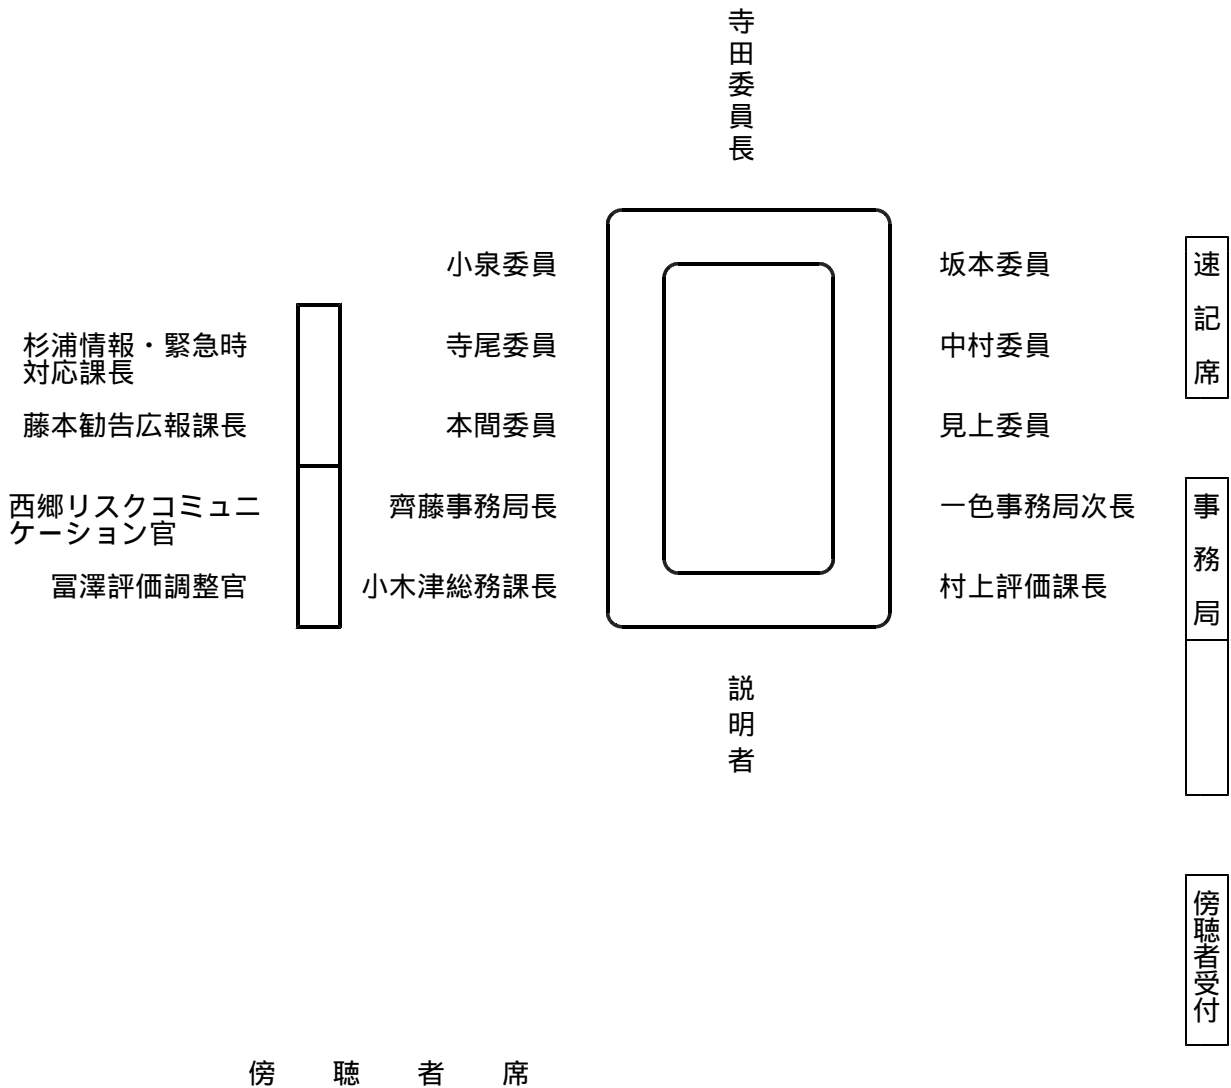 寺田委員長
小泉委員
坂本委員
速記席
杉浦情報・緊急時
対応課長
寺尾委員
中村委員
藤本勧告広報課長
本間委員
見上委員
西郷リスクコミュニ
ケーション官
齊藤事務局長
一色事務局次長
事務局
冨澤評価調整官
小木津総務課長
村上評価課長
説明者
傍聴者受付
傍聴者席